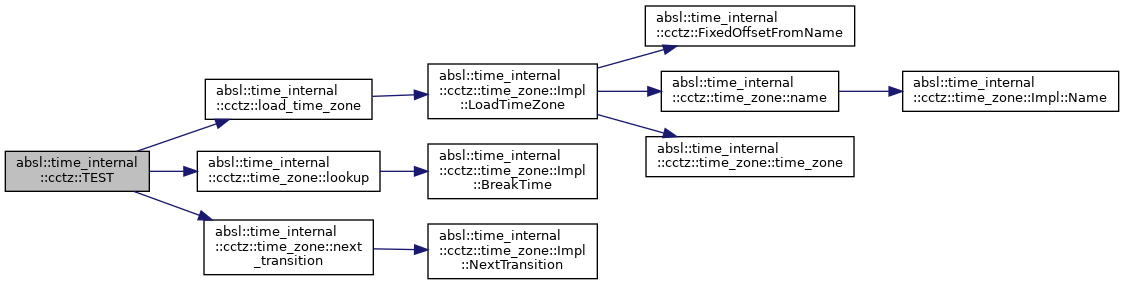 absl::time_internal
::cctz::TEST
absl::time_internal
::cctz::load_time_zone
absl::time_internal
::cctz::time_zone::Impl
::LoadTimeZone
absl::time_internal
::cctz::FixedOffsetFromName
absl::time_internal
::cctz::time_zone::name
absl::time_internal
::cctz::time_zone::Impl::Name
absl::time_internal
::cctz::time_zone::time_zone
absl::time_internal
::cctz::time_zone::lookup
absl::time_internal
::cctz::time_zone::Impl
::BreakTime
absl::time_internal
::cctz::time_zone::next
_transition
absl::time_internal
::cctz::time_zone::Impl
::NextTransition